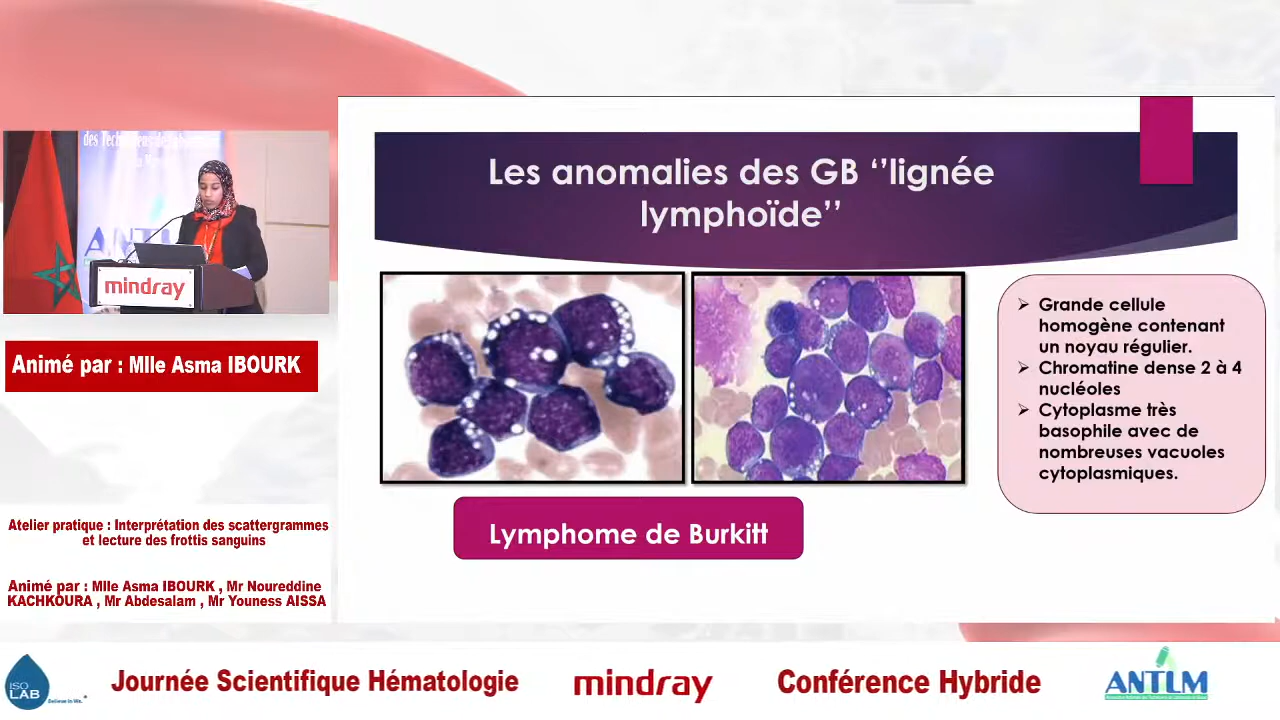 Les anomalies des GB ‘’lignée
lymphoïde’’
mindray
Animé par : Mlle Asma IBOURK
Grande cellule
homogène contenant
un noyau régulier.
Chromatine dense 2 à 4
nucléoles
Cytoplasme très
basophile avec de
nombreuses vacuoles
cytoplasmiques.
Lymphome de Burkitt
Atelier pratique : Interprétation des scattergrammes
et lecture des frottis sanguins
Animé par : Mlle Asma IBOURK , Mr Noureddine
KACHKOURA , Mr Abdesalam , Mr Youness AISSA
ISO
LAB
Believe in We.
Journée Scientifique Hématologie
mindray
Conférence Hybride
ANTLM